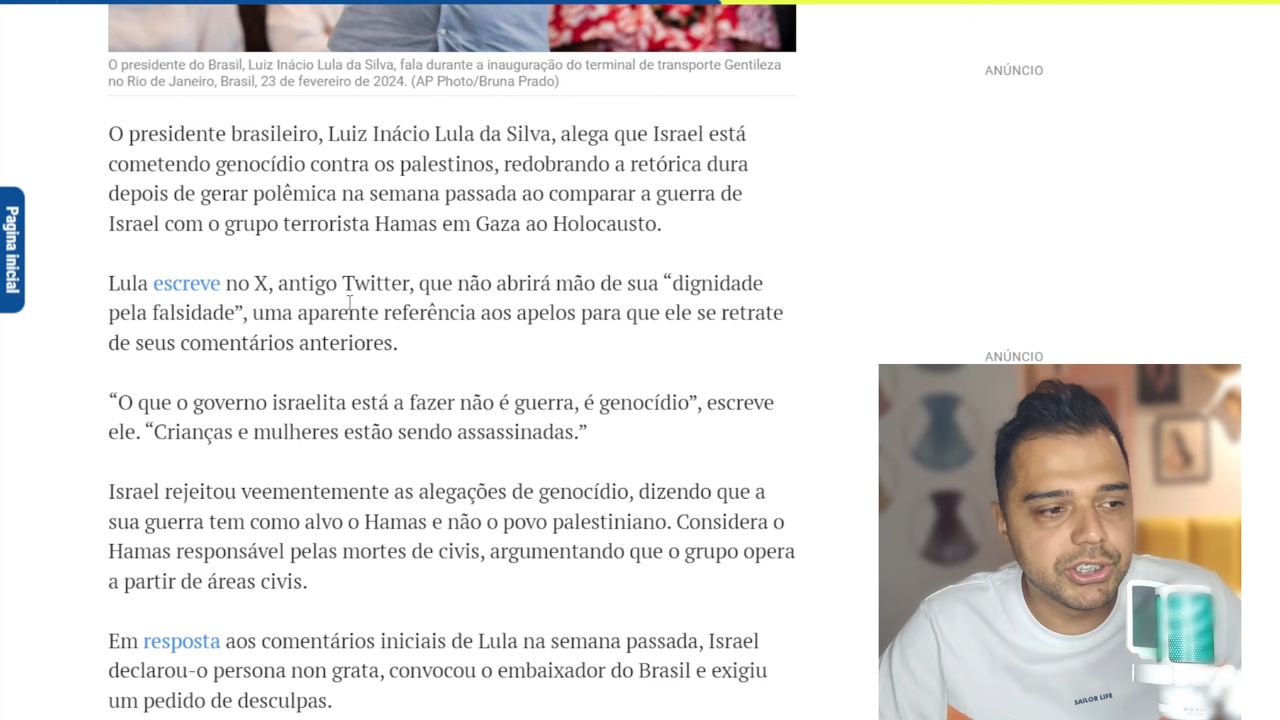 O presidente do Brasil, Luiz Inácio Lula da Silva, fala durante a inauguração do terminal de transporte Gentileza
no Rio de Janeiro, Brasil, 23 de fevereiro de 2024. (AP Photo/Bruna Prado)
ANÚNCIO
O presidente brasileiro, Luiz Inácio Lula da Silva, alega que Israel está
cometendo genocídio contra os palestinos, redobrando a retórica dura
depois de gerar polêmica na semana passada ao comparar a guerra de
Israel com o grupo terrorista Hamas em Gaza ao Holocausto.
Pagina inicial
Lula escreve no X, antigo Twitter, que não abrirá mão de sua “dignidade
pela falsidade”, uma aparente referência aos apelos para que ele se retrate
de seus comentários anteriores.
ANÚNCIO
“O que o governo israelita está a fazer não é guerra, é genocídio”, escreve
ele. “Crianças e mulheres estão sendo assassinadas.”
Israel rejeitou veementemente as alegações de genocídio, dizendo que a
sua guerra tem como alvo o Hamas e não o povo palestiniano. Considera o
Hamas responsável pelas mortes de civis, argumentando que o grupo opera
a partir de áreas civis.
Em resposta aos comentários iniciais de Lula na semana passada, Israel
declarou-o persona non grata, convocou o embaixador do Brasil e exigiu
um pedido de desculpas.
SAILOR LIFE